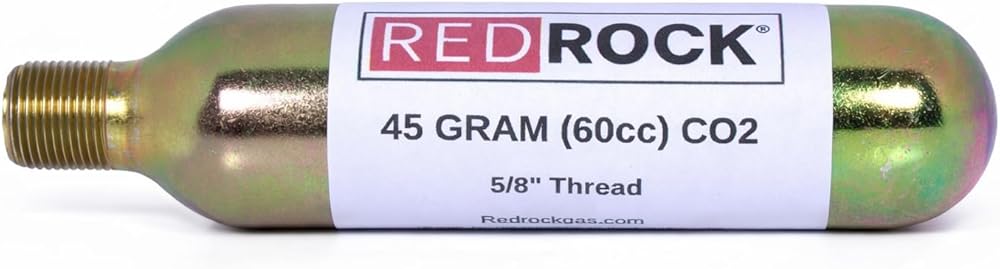 REDROCK®
45 GRAM (60cc) CO2
5/8" Thread
Redrockgas.com